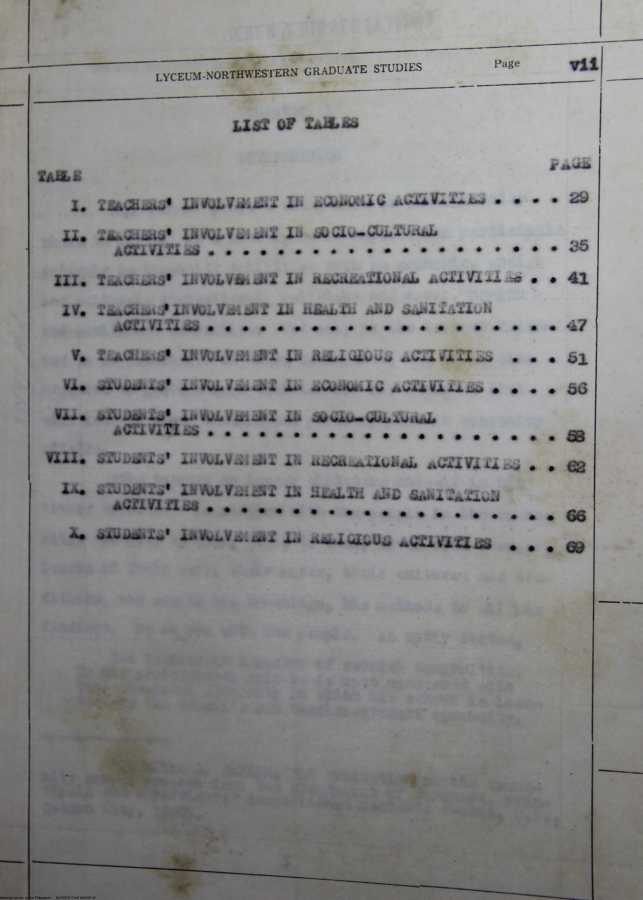 LYCEUM-NORTHWESTERN GRADUATE STUDIES Page vii
LIST OF TABLES
TABLE PAGE
I. TEACHERS' INVOLVEMENT IN ECONOMIC ACTIVITIES . . . . 29
II. TEACHERS' INVOLVEMENT IN SOCIO-CULTURAL
ACTIVITIES . . . . . . . . . . . . . . . . . . . . 35
III. TEACHERS' INVOLVEMENT IN RECREATIONAL ACTIVITIES . . 41
IV. TEACHERS' INVOLVEMENT IN HEALTH AND SANITATION
ACTIVITIES . . . . . . . . . . . . . . . . . . . . 47
V. TEACHERS' INVOLVEMENT IN RELIGIOUS ACTIVITIES . . . 51
VI. STUDENTS' INVOLVEMENT IN ECONOMIC ACTIVITIES . . . . 56
VII. STUDENTS' INVOLVEMENT IN SOCIO-CULTURAL
ACTIVITIES . . . . . . . . . . . . . . . . . . . . 58
VIII. STUDENTS' INVOLVEMENT IN RECREATIONAL ACTIVITIES . . 62
IX. STUDENTS' INVOLVEMENT IN HEALTH AND SANITATION
ACTIVITIES . . . . . . . . . . . . . . . . . . . . 66
X. STUDENTS' INVOLVEMENT IN RELIGIOUS ACTIVITIES . . . 69